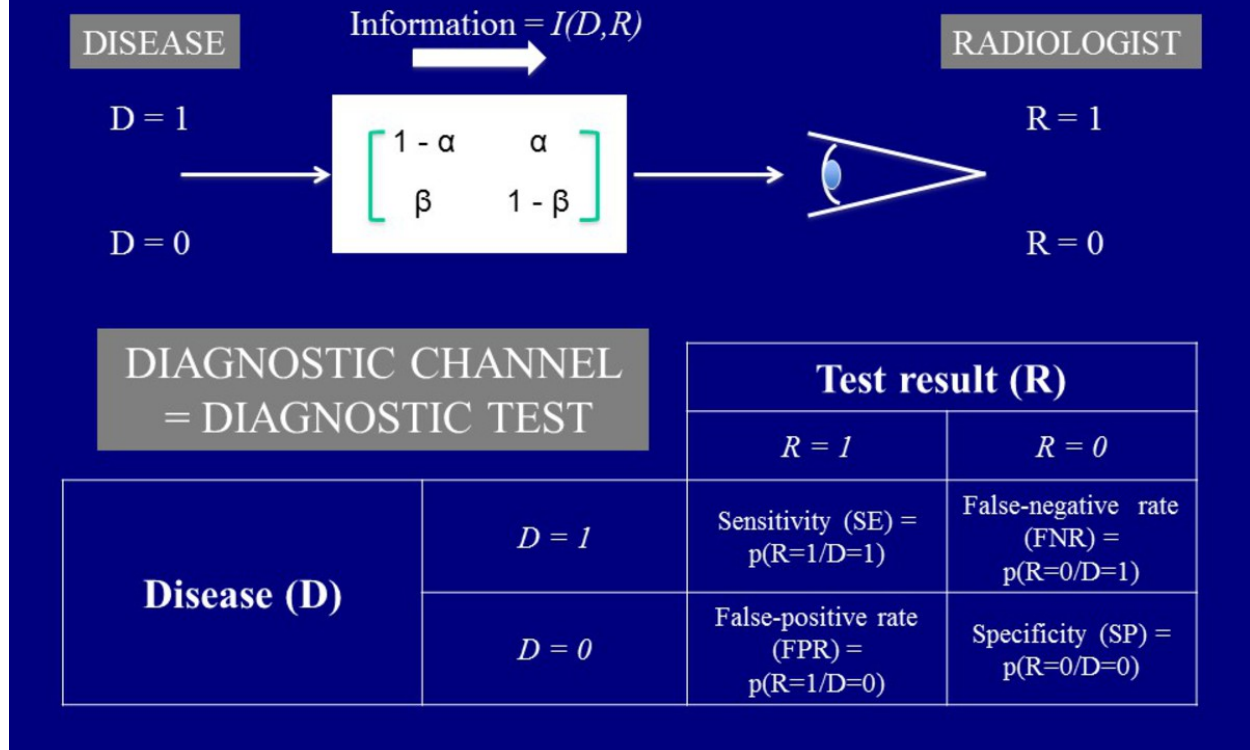 Information = I(D,R)
DISEASE
RADIOLOGIST
D = 1
R = 1
1 - α α
β 1 - β
D = 0
R = 0
DIAGNOSTIC CHANNEL
= DIAGNOSTIC TEST
Test result (R)
R = 1
R = 0
Disease (D)
D = 1
Sensitivity (SE) =
p(R=1/D=1)
False-negative rate
(FNR) =
p(R=0/D=1)
D = 0
False-positive rate
(FPR) =
p(R=1/D=0)
Specificity (SP) =
p(R=0/D=0)